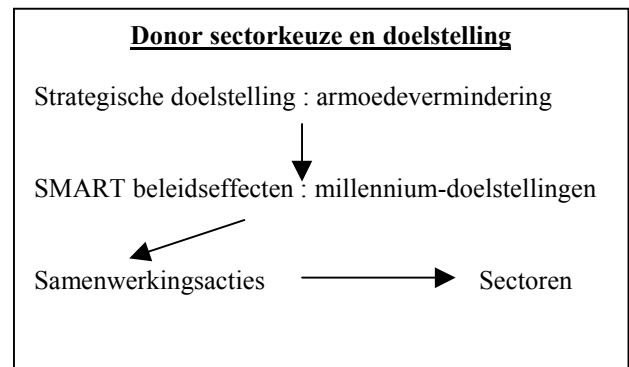 Donor sectorkeuze en doelstelling
Strategische doelstelling : armoedevermindering
SMART beleidseffecten : millennium-doelstellingen
Samenwerkingsacties Sectoren